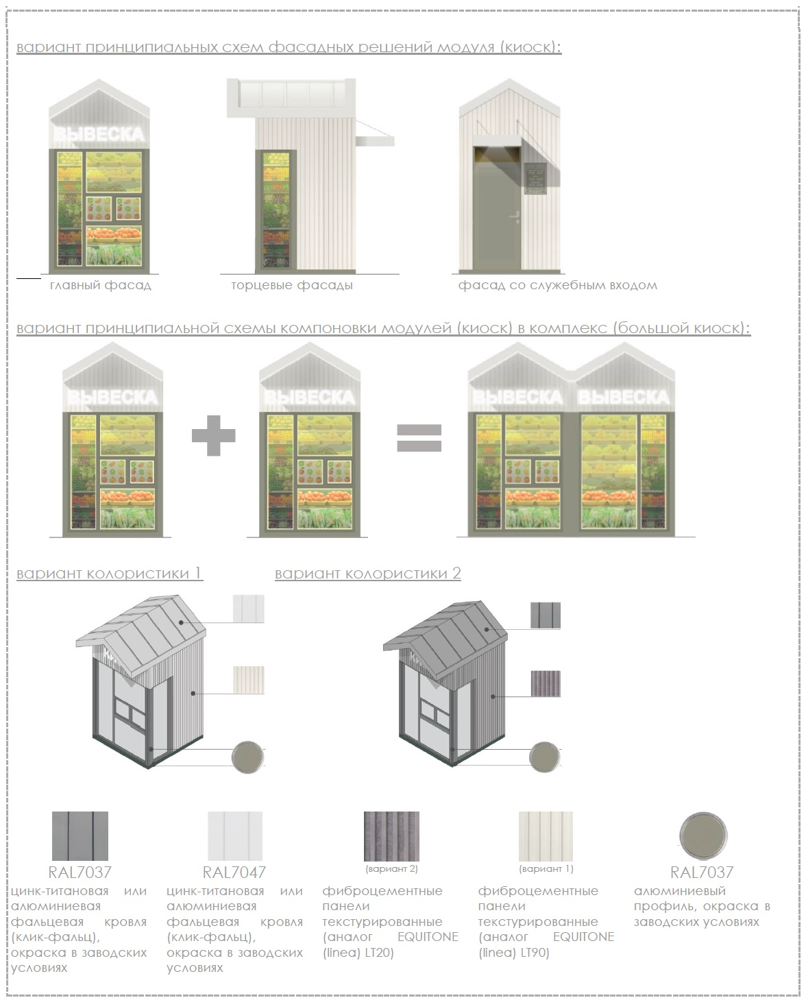 вариант принципиальных схем фасадных решений модуля (киоск):
ВЫВЕСКА
главный фасад
торцевые фасады
фасад со служебным входом
вариант принципиальной схемы компоновки модулей (киоск) в комплекс (большой киоск):
ВЫВЕСКА
ВЫВЕСКА
ВЫВЕСКА
ВЫВЕСКА
вариант колористики 1
вариант колористики 2
RAL7037
цинк-титановая или
алюминиевая
фальцевая кровля
(клик-фальц),
окраска в заводских
условиях
RAL7047
цинк-титановая или
алюминиевая
фальцевая кровля
(клик-фальц),
окраска в заводских
условиях
(вариант 2)
фиброцементные
панели
текстурированные
(аналог EQUITONE
(linea) LT20)
(вариант 1)
фиброцементные
панели
текстурированные
(аналог EQUITONE
(linea) LT90)
RAL7037
алюминиевый
профиль, окраска в
заводских условиях